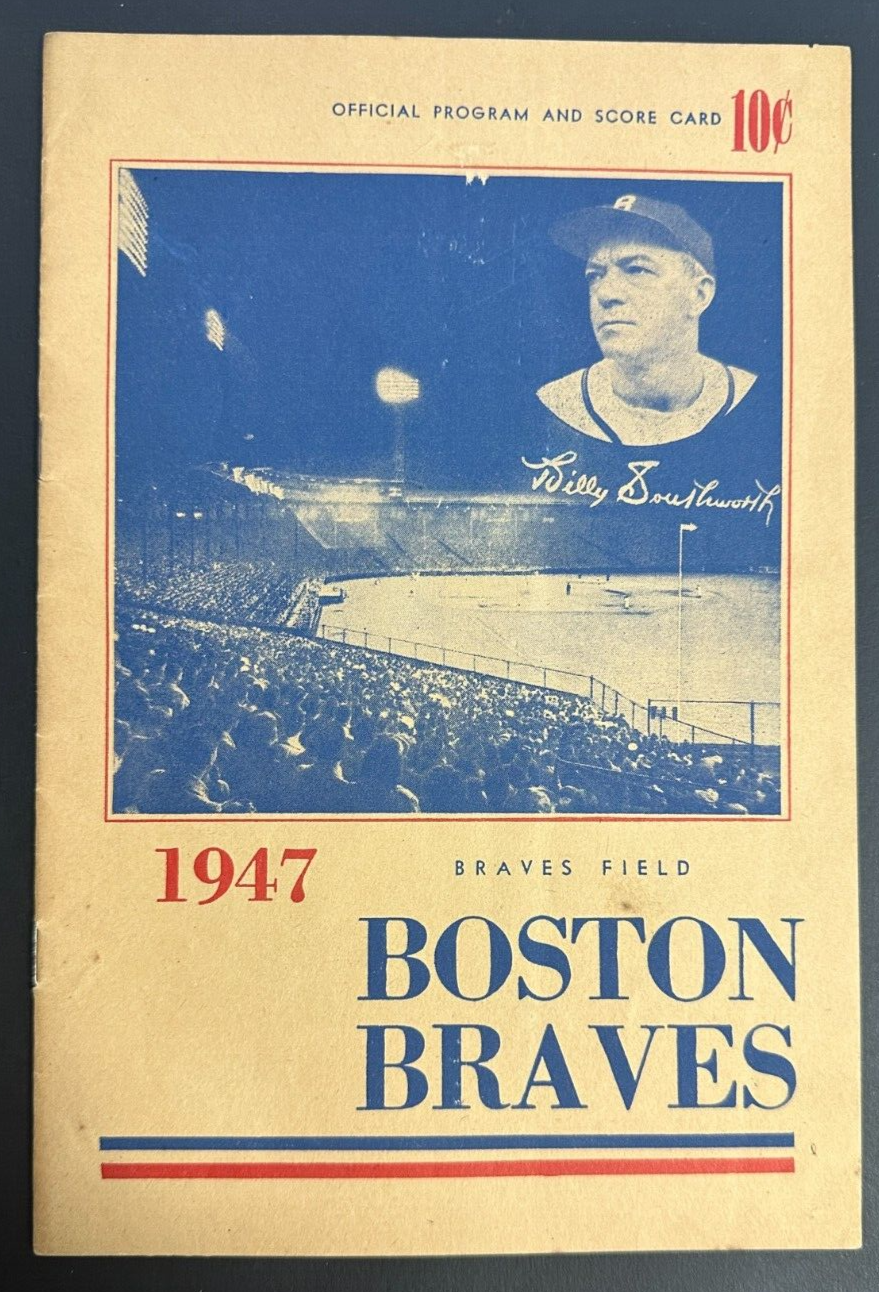 OFFICIAL PROGRAM AND SCORE CARD 10¢
B
Billy Southworth
1947
BRAVES FIELD
BOSTON
BRAVES